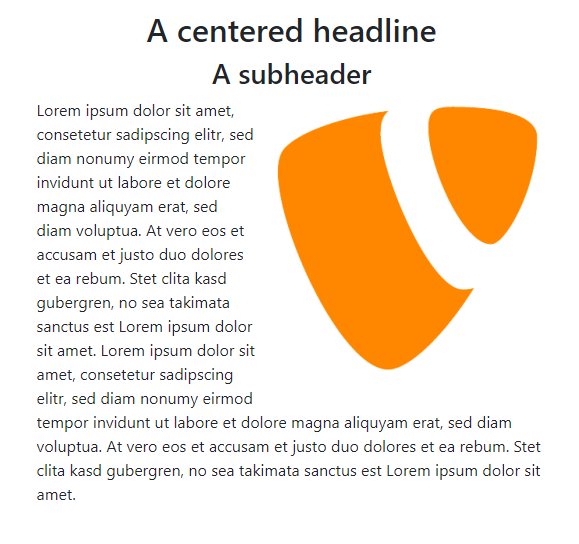 A centered headline
A subheader
Lorem ipsum dolor sit amet,
consetetur sadipscing elitr, sed
diam nonumy eirmod tempor
invidunt ut labore et dolore
magna aliquyam erat, sed
diam voluptua. At vero eos et
accusam et justo duo dolores
et ea rebum. Stet clita kasd
gubergren, no sea takimata
sanctus est Lorem ipsum dolor
sit amet. Lorem ipsum dolor sit
amet, consetetur sadipscing
elitr, sed diam nonumy eirmod
tempor invidunt ut labore et dolore magna aliquyam erat, sed diam
voluptua. At vero eos et accusam et justo duo dolores et ea rebum. Stet
clita kasd gubergren, no sea takimata sanctus est Lorem ipsum dolor sit
amet.